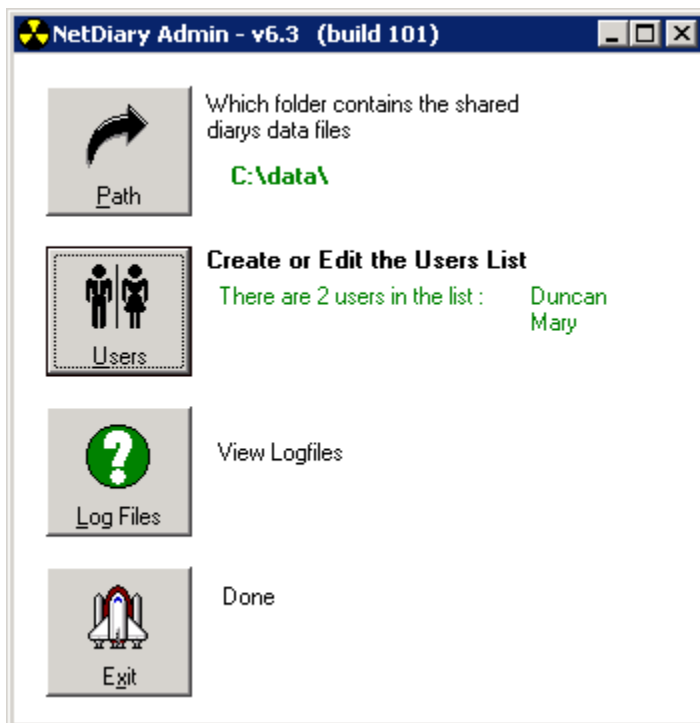 NetDiary Admin - v6.3 (build 101)
Which folder contains the shared
diarys data files
C:\data\
Path
Create or Edit the Users List
There are 2 users in the list : Duncan
Mary
Users
View Logfiles
Log Files
Done
Exit